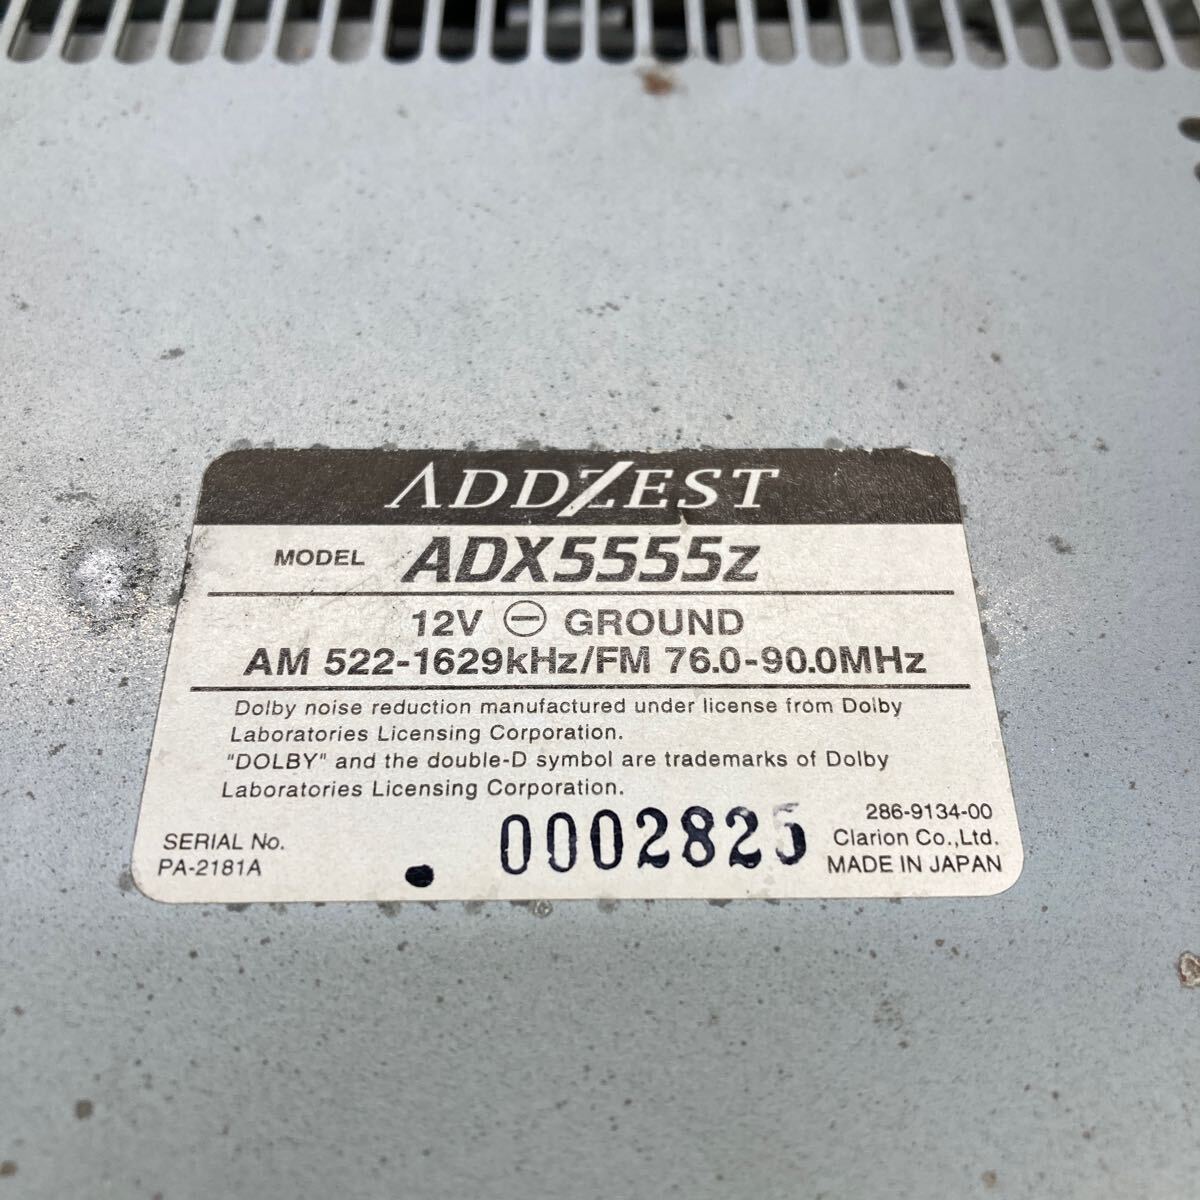 ADDZEST
MODEL ADX5555z
12V ⊖ GROUND
AM 522-1629kHz/FM 76.0-90.0MHz
Dolby noise reduction manufactured under license from Dolby
Laboratories Licensing Corporation.
"DOLBY" and the double-D symbol are trademarks of Dolby
Laboratories Licensing Corporation.
SERIAL No.
PA-2181A
0002825
286-9134-00
Clarion Co.,Ltd.
MADE IN JAPAN